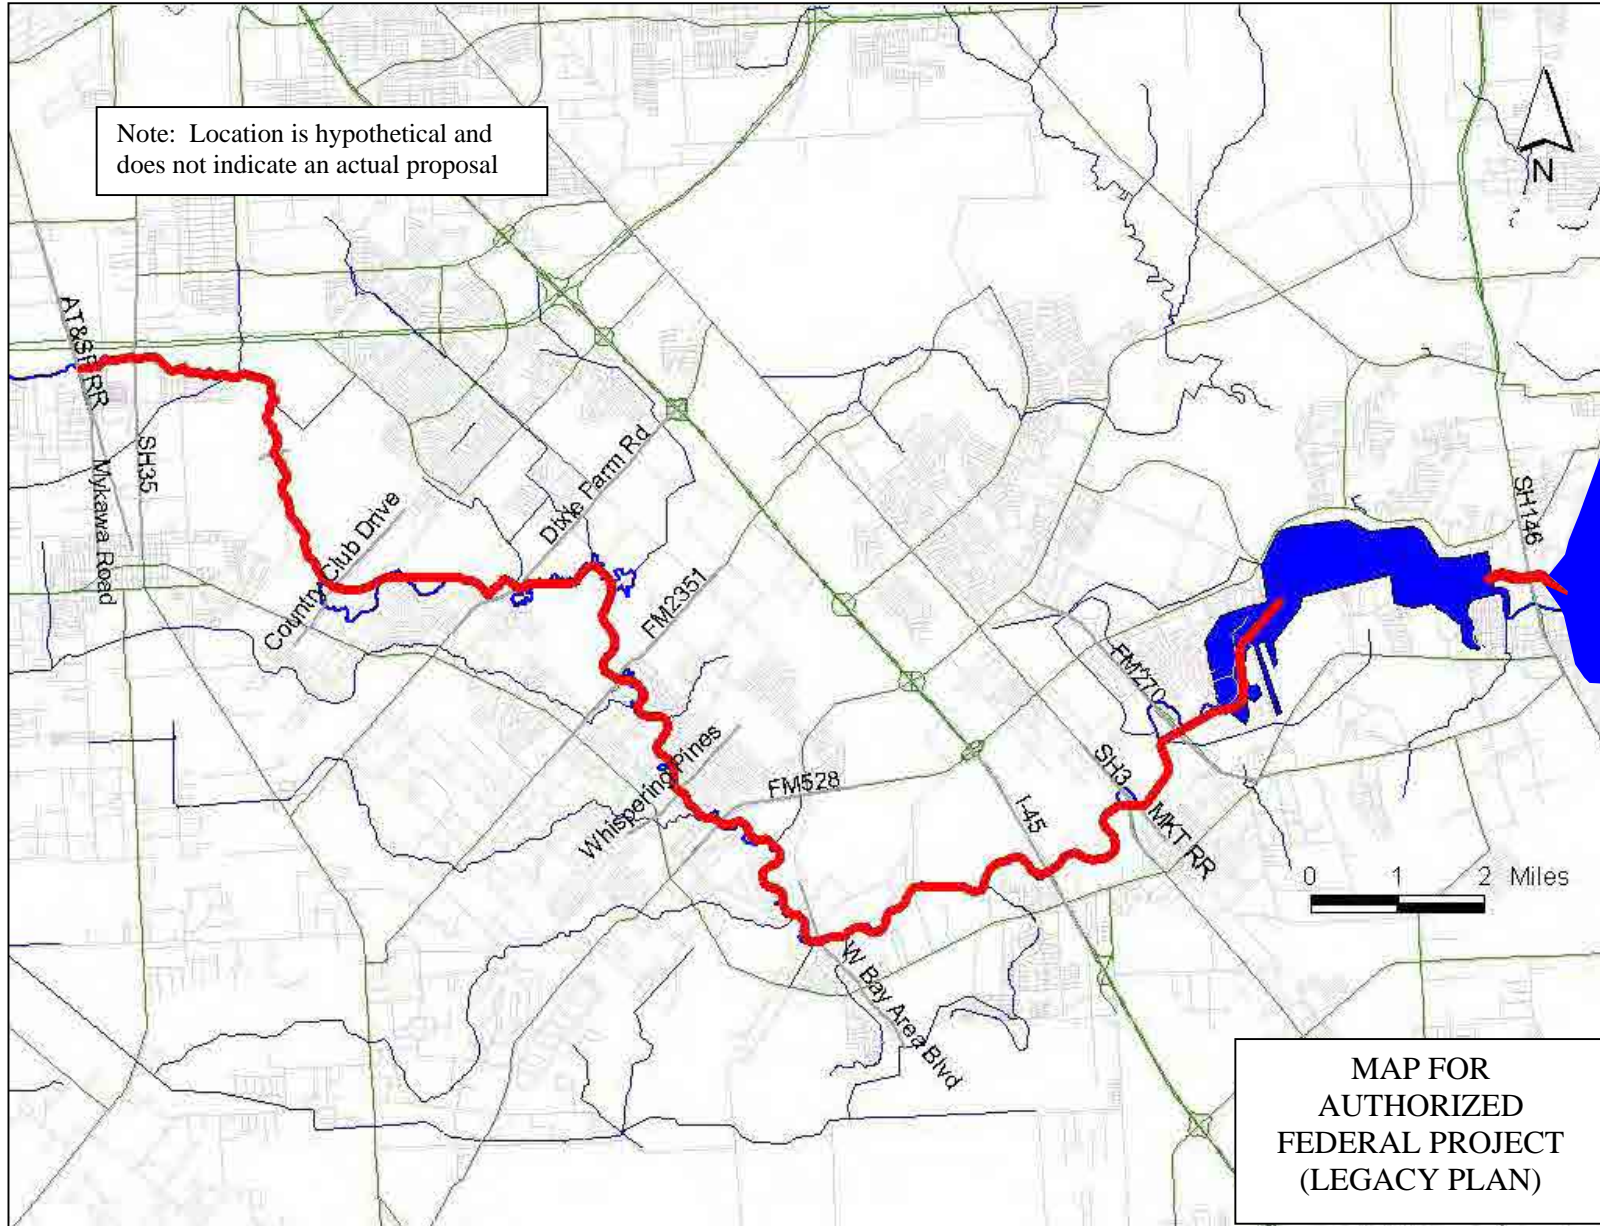 Note:  Location is hypothetical and
does not indicate an actual proposal
N
AT&SF RR
Mykawa Road
SH35
Country Club Drive
Dixie Farm Rd
FM2351
Whispering Pines
FM528
W Bay Area Blvd
I-45
SH3
MKT RR
FM270
SH146
0 1 2 Miles
MAP FOR
AUTHORIZED
FEDERAL PROJECT
(LEGACY PLAN)